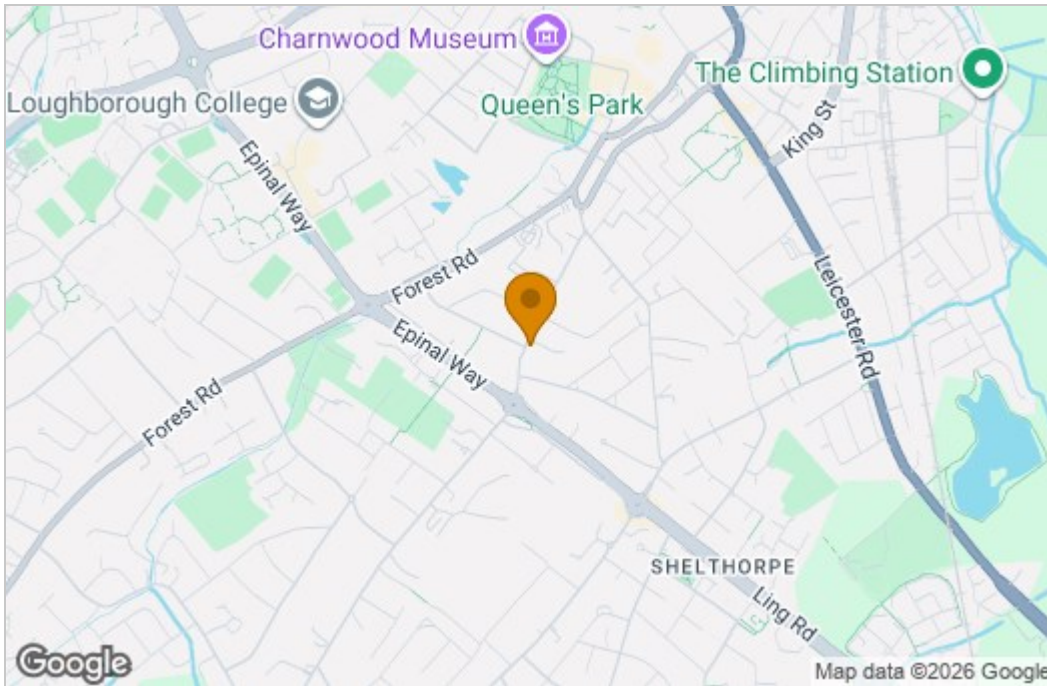 Charnwood Museum
The Climbing Station
Loughborough College
Queen's Park
King St
Epinal Way
Forest Rd
Leicester Rd
Epinal Way
Forest Rd
SHELTHORPE
Ling Rd
Google
Map data ©2026 Google